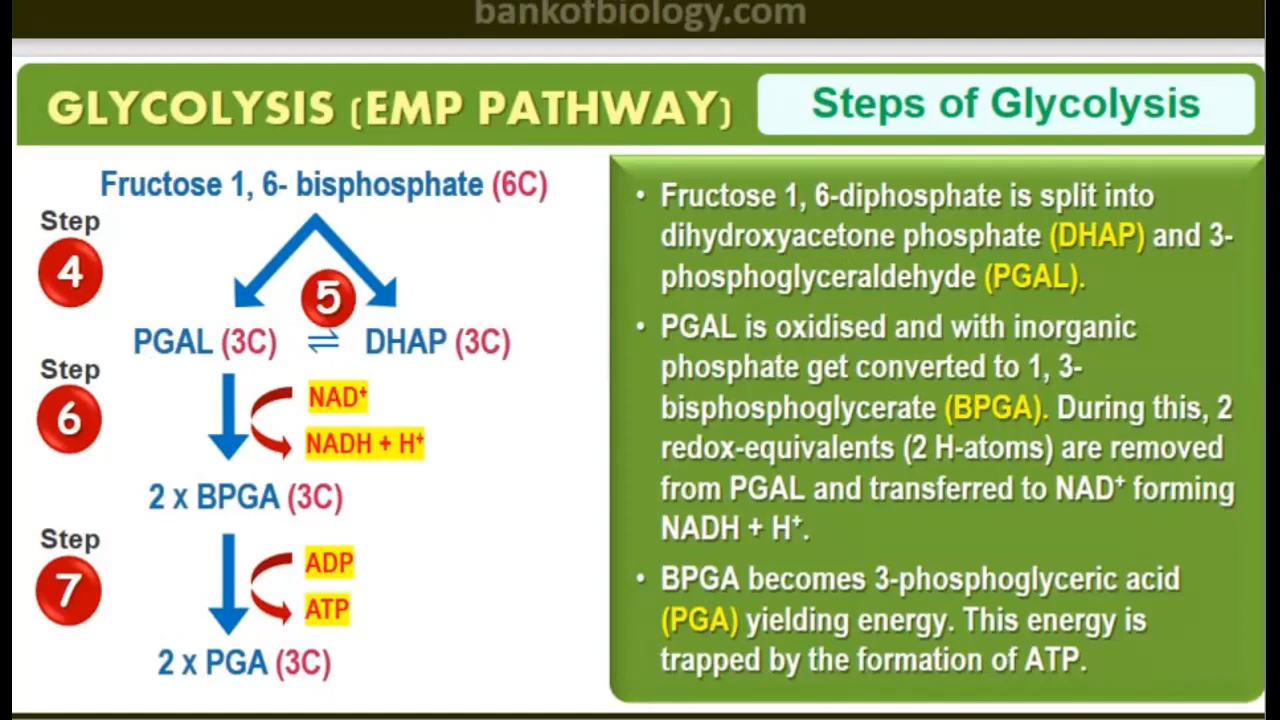 bankofbiology.com
GLYCOLYSIS (EMP PATHWAY)
Steps of Glycolysis
Fructose 1, 6- bisphosphate (6C)
Step
4
5
PGAL (3C) ⇌ DHAP (3C)
Step
6
NAD⁺
NADH + H⁺
2 x BPGA (3C)
Step
7
ADP
ATP
2 x PGA (3C)
• Fructose 1, 6-diphosphate is split into
dihydroxyacetone phosphate (DHAP) and 3-
phosphoglyceraldehyde (PGAL).
• PGAL is oxidised and with inorganic
phosphate get converted to 1, 3-
bisphosphoglycerate (BPGA). During this, 2
redox-equivalents (2 H-atoms) are removed
from PGAL and transferred to NAD⁺ forming
NADH + H⁺.
• BPGA becomes 3-phosphoglyceric acid
(PGA) yielding energy. This energy is
trapped by the formation of ATP.